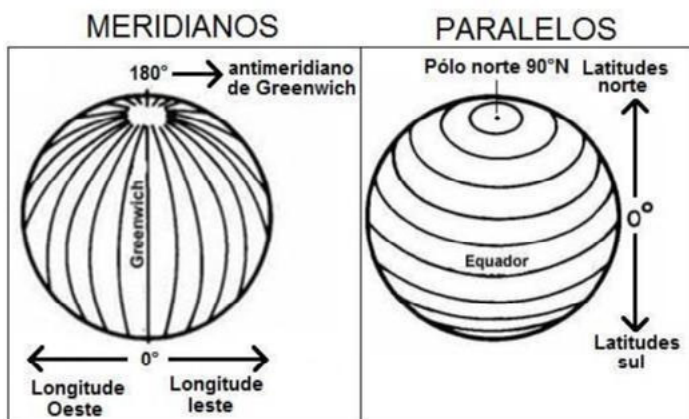 MERIDIANOS
180°
antimeridiano
de Greenwich
Greenwich
0°
Longitude
Oeste
Longitude
leste
PARALELOS
Pólo norte 90°N
Latitudes
norte
0°
Equador
Latitudes
sul